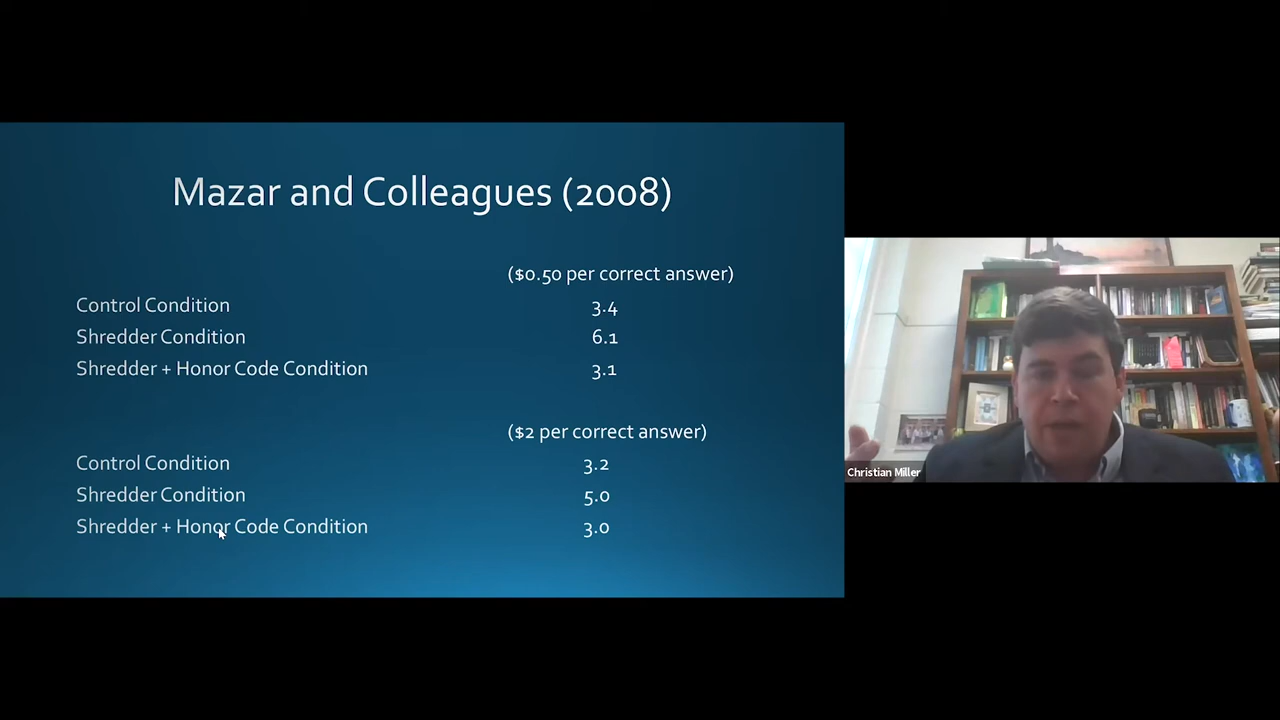 Mazar and Colleagues (2008)
($0.50 per correct answer)
Control Condition 3.4
Shredder Condition 6.1
Shredder + Honor Code Condition 3.1
($2 per correct answer)
Control Condition 3.2
Shredder Condition 5.0
Shredder + Honor Code Condition 3.0
Christian Miller